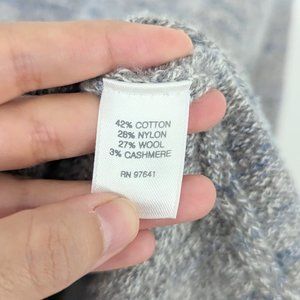 42% COTTON
28% NYLON
27% WOOL
3% CASHMERE
RN 97641